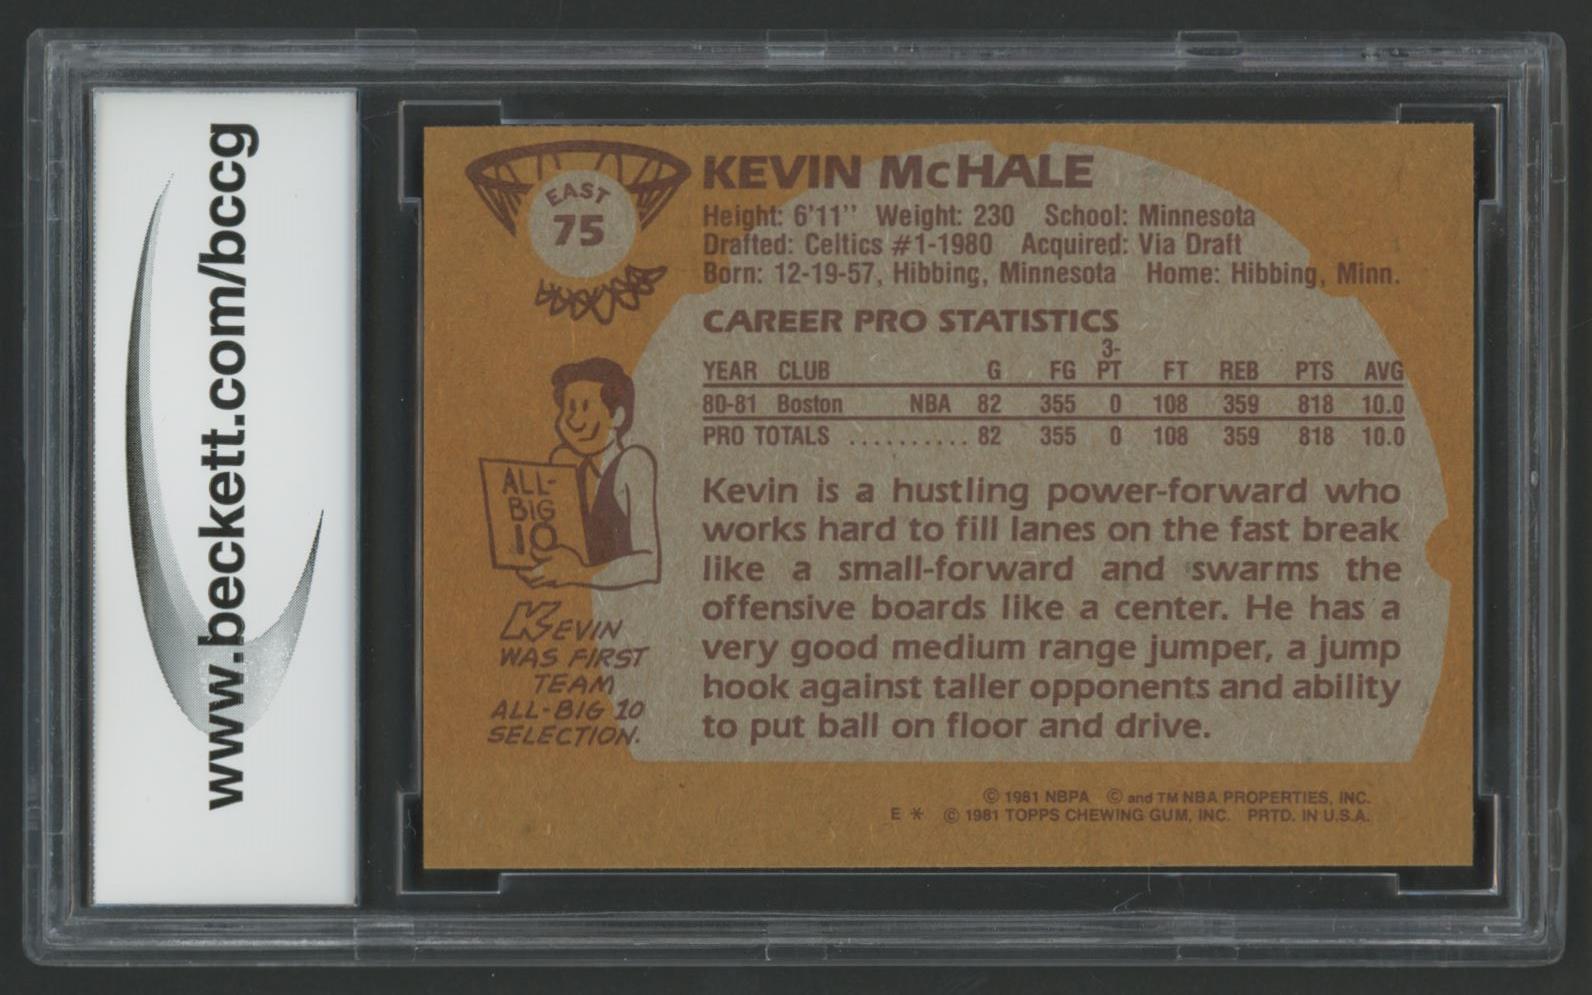 www.beckett.com/bccg
EAST
75
KEVIN McHALE
Height: 6'11'' Weight: 230 School: Minnesota
Drafted: Celtics #1-1980 Acquired: Via Draft
Born: 12-19-57, Hibbing, Minnesota Home: Hibbing, Minn.
CAREER PRO STATISTICS
YEAR CLUB G FG 3-PT FT REB PTS AVG
80-81 Boston NBA 82 355 0 108 359 818 10.0
PRO TOTALS .......... 82 355 0 108 359 818 10.0
ALL-
BIG
10
KEVIN
WAS FIRST
TEAM
ALL-BIG 10
SELECTION.
Kevin is a hustling power-forward who
works hard to fill lanes on the fast break
like a small-forward and swarms the
offensive boards like a center. He has a
very good medium range jumper, a jump
hook against taller opponents and ability
to put ball on floor and drive.
© 1981 NBPA © and TM NBA PROPERTIES, INC.
E * © 1981 TOPPS CHEWING GUM, INC. PRTD. IN U.S.A.